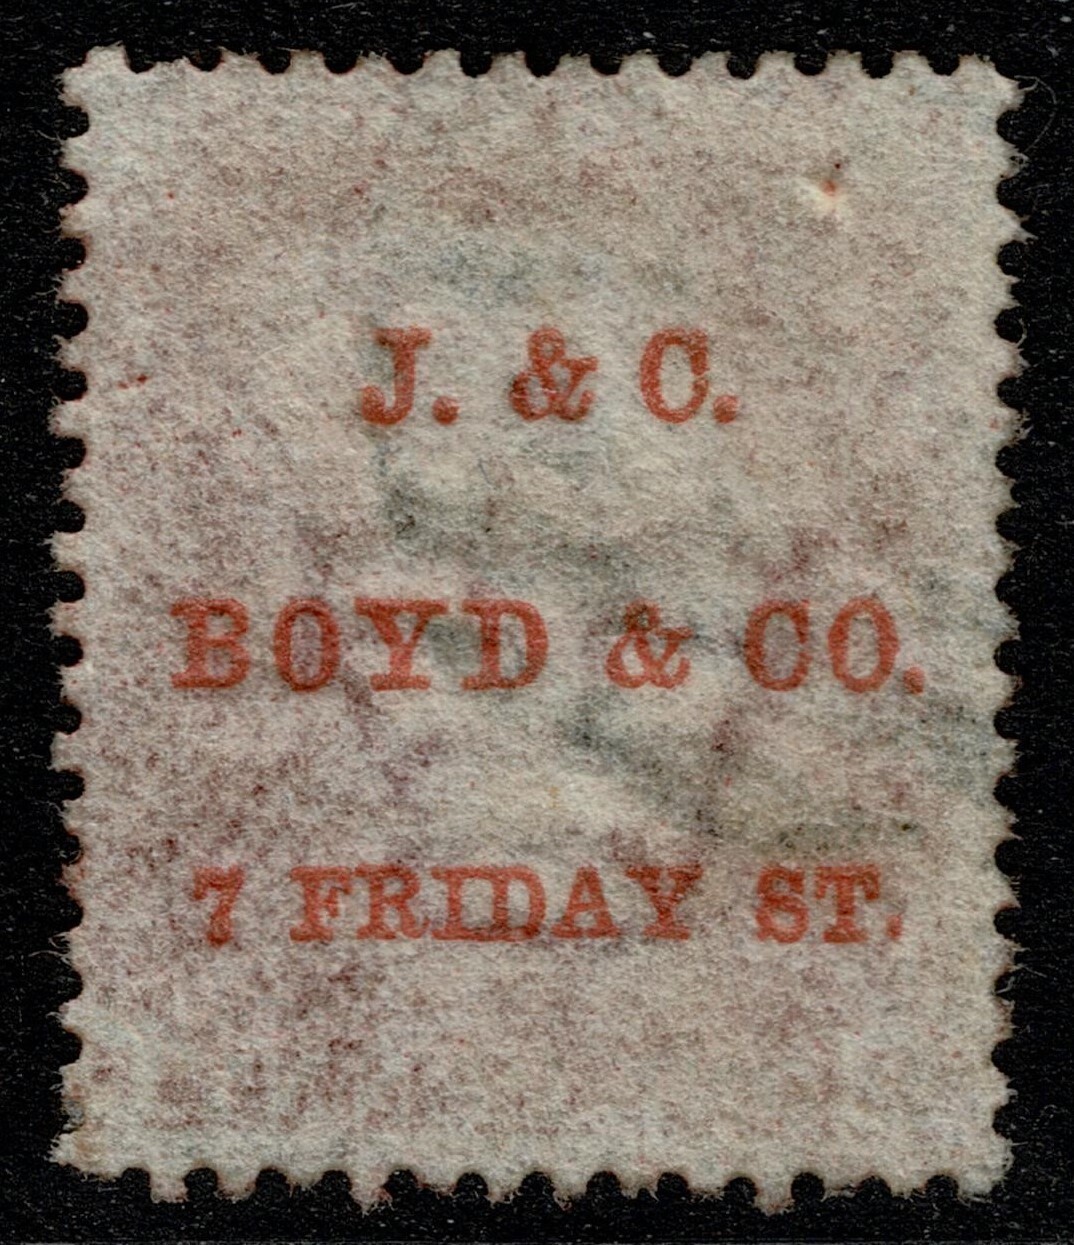 J. & C.
BOYD & CO.
7 FRIDAY ST.